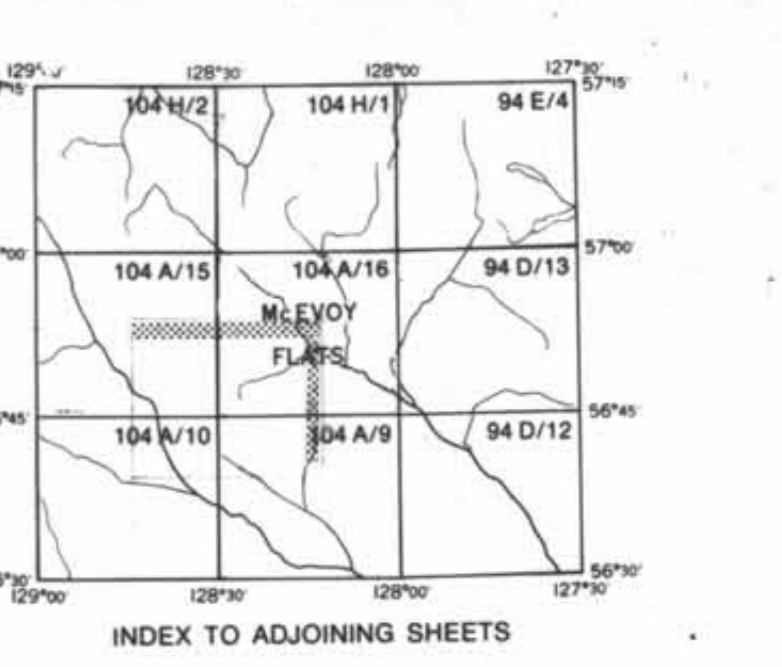 128°30' 128°00' 127°30'
57°15'
104 H/2 104 H/1 94 E/4
57°00'
104 A/15 104 A/16 94 D/13
McEVOY
FLATS
56°45'
104 A/10 104 A/9 94 D/12
56°30'
129°00' 128°30' 128°00' 127°30'
INDEX TO ADJOINING SHEETS